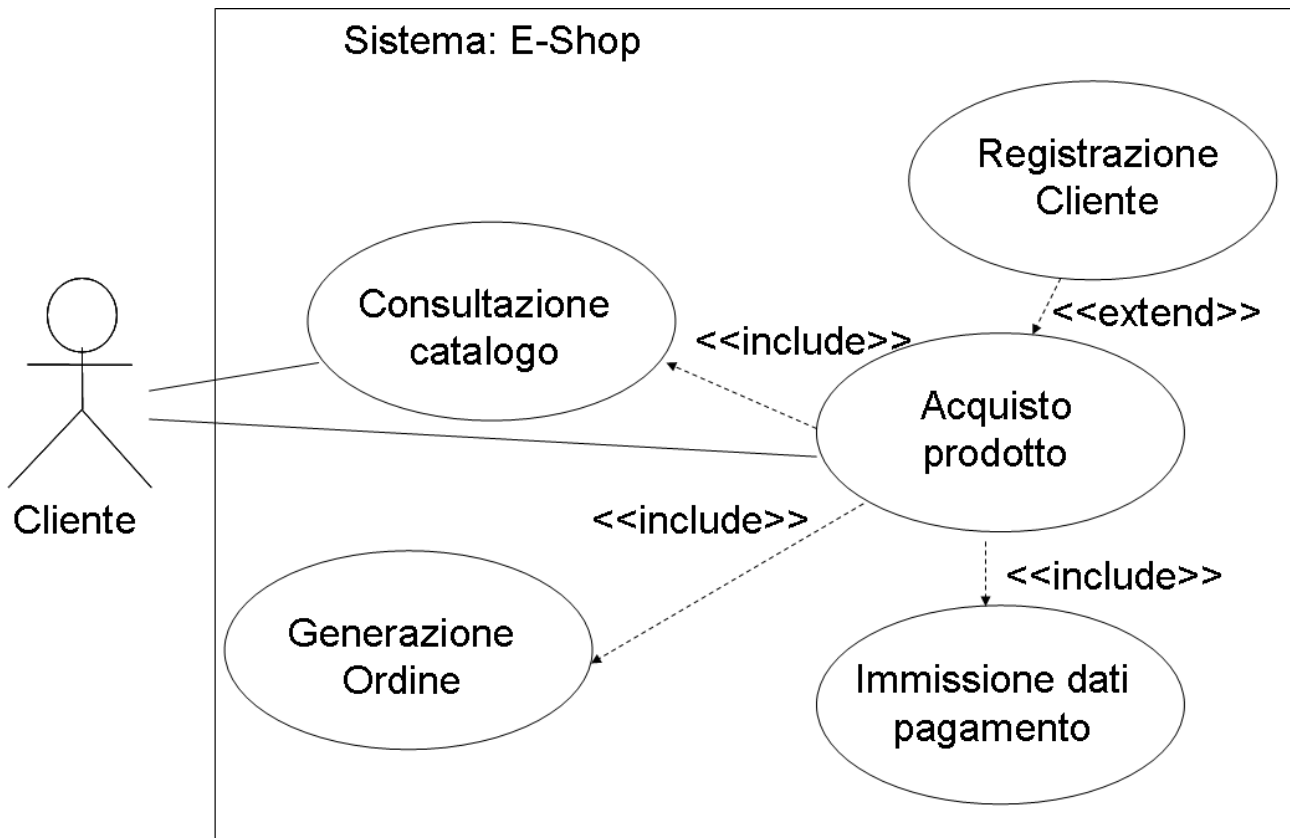 Sistema: E-Shop
Registrazione
Cliente
Consultazione
catalogo
<<extend>>
<<include>>
Acquisto
prodotto
Cliente
<<include>>
<<include>>
Generazione
Ordine
Immissione dati
pagamento